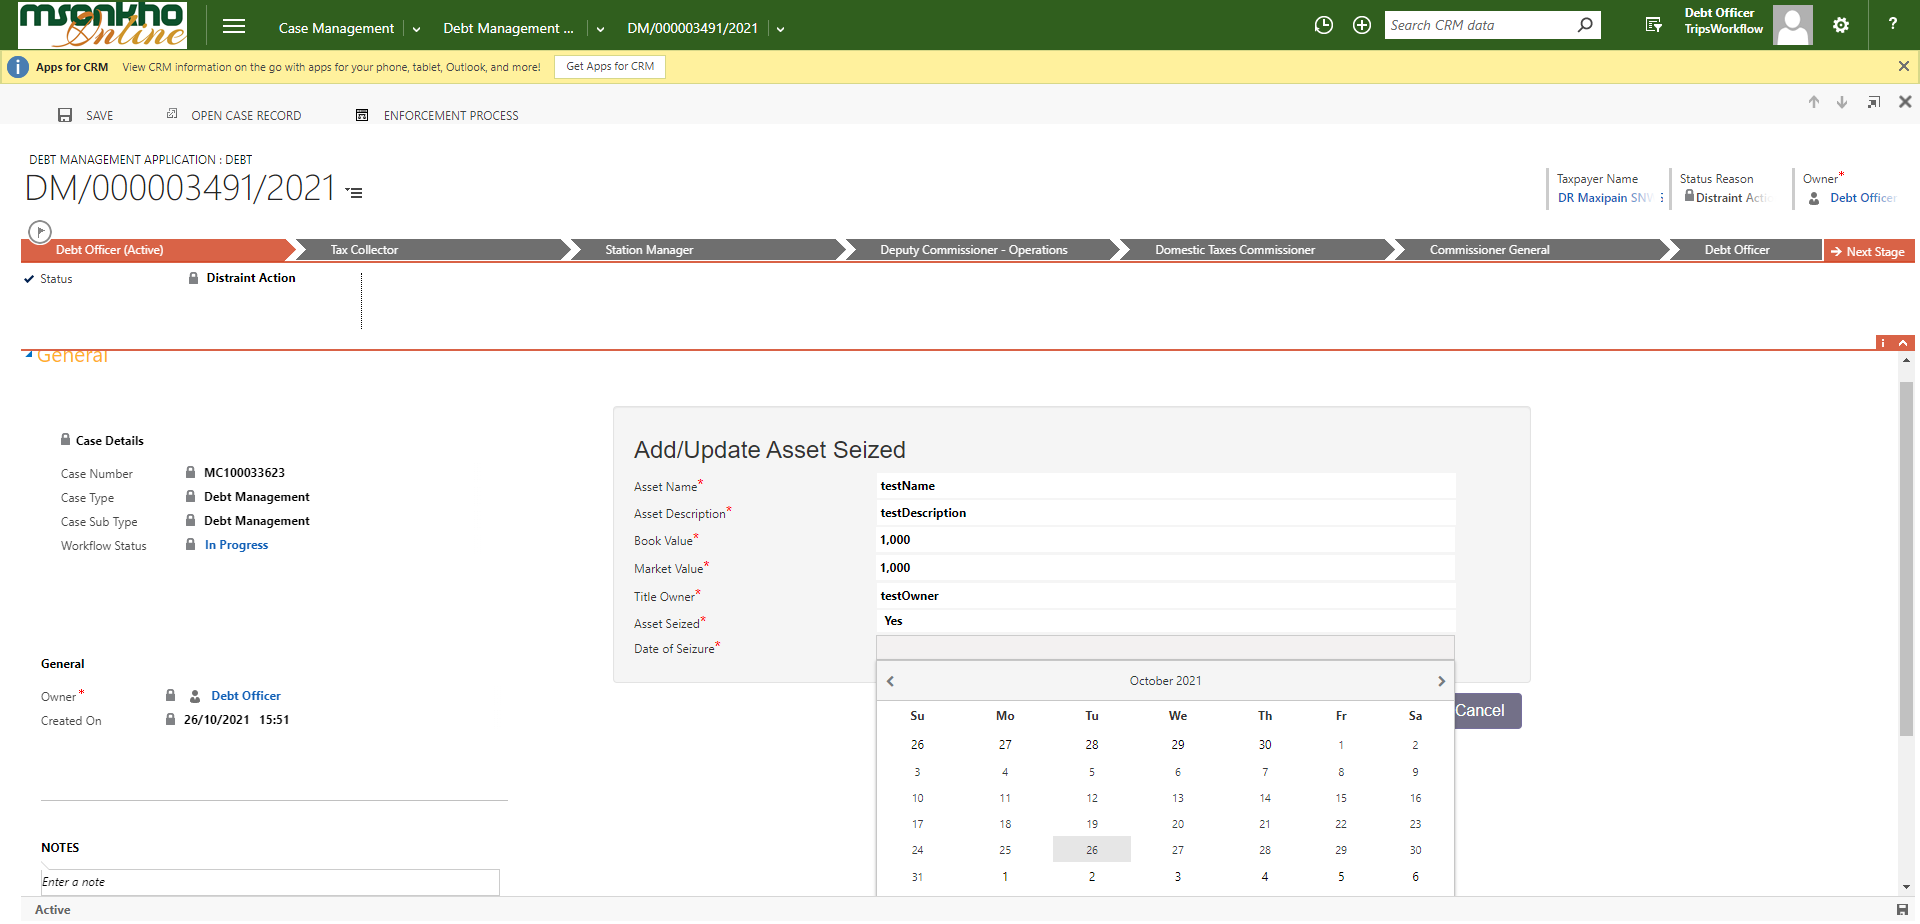 msonkho
Online
Case Management
Debt Management ...
DM/000003491/2021
Search CRM data
Debt Officer
TripsWorkflow
?
i
Apps for CRM
View CRM information on the go with apps for your phone, tablet, Outlook, and more!
Get Apps for CRM
SAVE
OPEN CASE RECORD
ENFORCEMENT PROCESS
DEBT MANAGEMENT APPLICATION : DEBT
DM/000003491/2021
Taxpayer Name
DR Maxipain SNV
Status Reason
Distraint Actio
Owner*
Debt Officer
Debt Officer (Active)
Tax Collector
Station Manager
Deputy Commissioner - Operations
Domestic Taxes Commissioner
Commissioner General
Debt Officer
Next Stage
Status
Distraint Action
i
General
Case Details
Case Number
MC100033623
Case Type
Debt Management
Case Sub Type
Debt Management
Workflow Status
In Progress
General
Owner*
Debt Officer
Created On
26/10/2021 15:51
NOTES
Enter a note
Add/Update Asset Seized
Asset Name*
testName
Asset Description*
testDescription
Book Value*
1,000
Market Value*
1,000
Title Owner*
testOwner
Asset Seized*
Yes
Date of Seizure*
October 2021
Su Mo Tu We Th Fr Sa
26 27 28 29 30 1 2
3 4 5 6 7 8 9
10 11 12 13 14 15 16
17 18 19 20 21 22 23
24 25 26 27 28 29 30
31 1 2 3 4 5 6
Cancel
Active